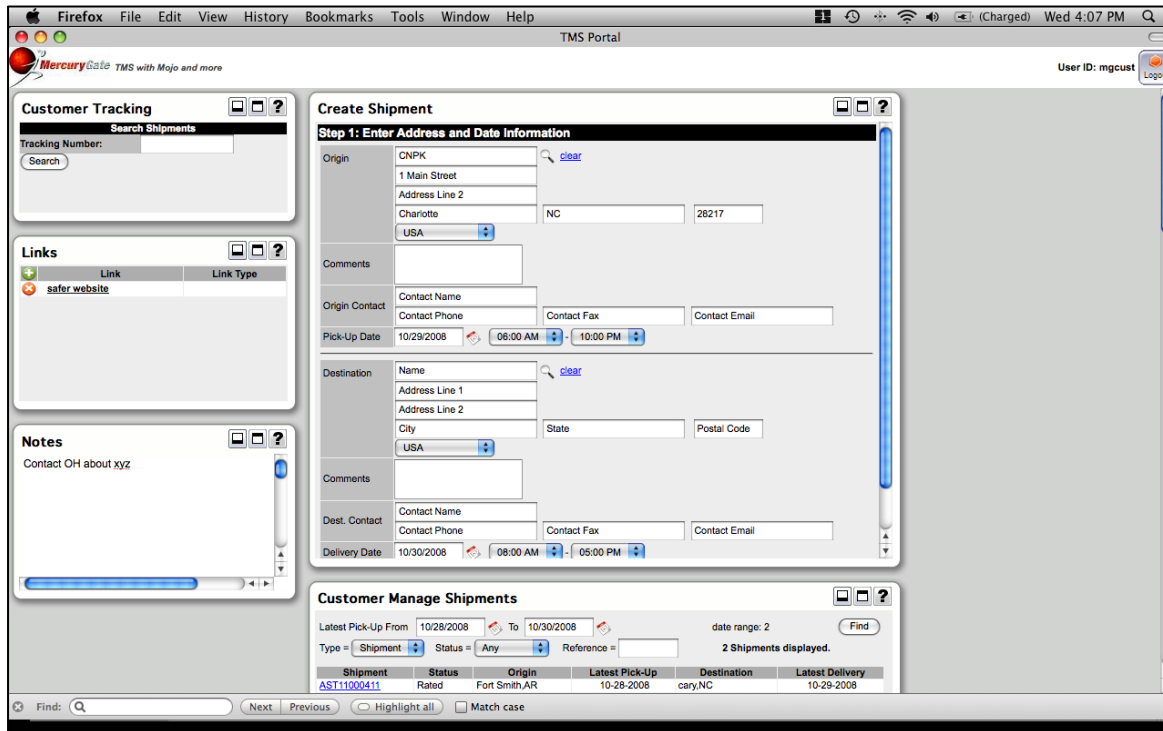 Firefox File Edit View History Bookmarks Tools Window Help 1 (Charged) Wed 4:07 PM
TMS Portal
MercuryGate TMS with Mojo and more
User ID: mgcust
Logo
Customer Tracking ?
Search Shipments
Tracking Number:
Search
Links ?
Link Link Type
safer website
Notes ?
Contact OH about xyz
Create Shipment ?
Step 1: Enter Address and Date Information
Origin CNPK clear
1 Main Street
Address Line 2
Charlotte NC 28217
USA
Comments
Origin Contact Contact Name
Contact Phone Contact Fax Contact Email
Pick-Up Date 10/29/2008 06:00 AM - 10:00 PM
Destination Name clear
Address Line 1
Address Line 2
City State Postal Code
USA
Comments
Dest. Contact Contact Name
Contact Phone Contact Fax Contact Email
Delivery Date 10/30/2008 08:00 AM - 05:00 PM
Customer Manage Shipments ?
Latest Pick-Up From 10/28/2008 To 10/30/2008 date range: 2 Find
Type = Shipment Status = Any Reference = 2 Shipments displayed.
Shipment Status Origin Latest Pick-Up Destination Latest Delivery
AST11000411 Rated Fort Smith,AR 10-28-2008 cary,NC 10-29-2008
Find: Next Previous Highlight all Match case